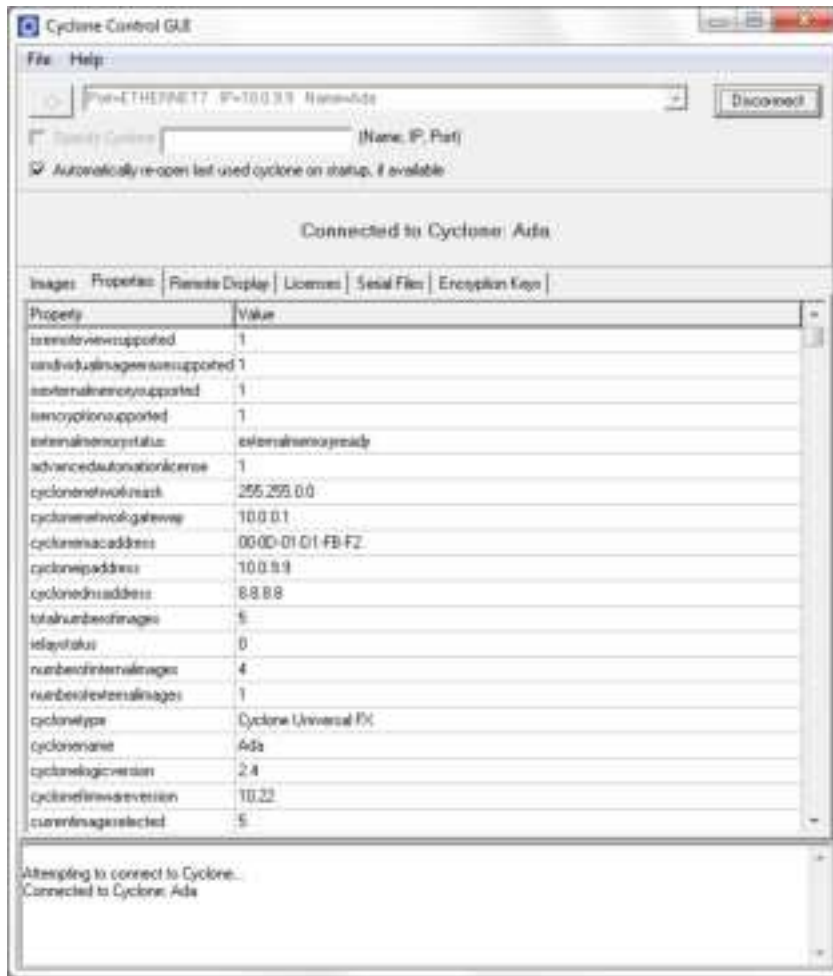 Cyclone Control GUI
File Help
Port=ETHERNET7 IP=10.0.9.9 Name=Ada
Disconnect
Specify Cyclone (Name, IP, Port)
Automatically re-open last used cyclone on startup, if available
Connected to Cyclone: Ada
Images Properties Remote Display Licenses Serial Files Encryption Keys
Property Value
isremoteviewsupported 1
isindividualimageerasesupported 1
isexternalmemorysupported 1
isencryptionsupported 1
externalmemorystatus externalmemoryready
advancedautomationlicense 1
cyclonenetworkmask 255.255.0.0
cyclonenetworkgateway 10.0.0.1
cyclonemacaddress 00-0D-01-D1-FB-F2
cycloneipaddress 10.0.9.9
cyclonednsaddress 8.8.8.8
totalnumberofimages 5
relaystatus 0
numberofinternalimages 4
numberofexternalimages 1
cyclonetype Cyclone Universal FX
cyclonename Ada
cyclonelogicversion 2.4
cyclonefirmwareversion 10.22
currentimageselected 5
Attempting to connect to Cyclone...
Connected to Cyclone: Ada